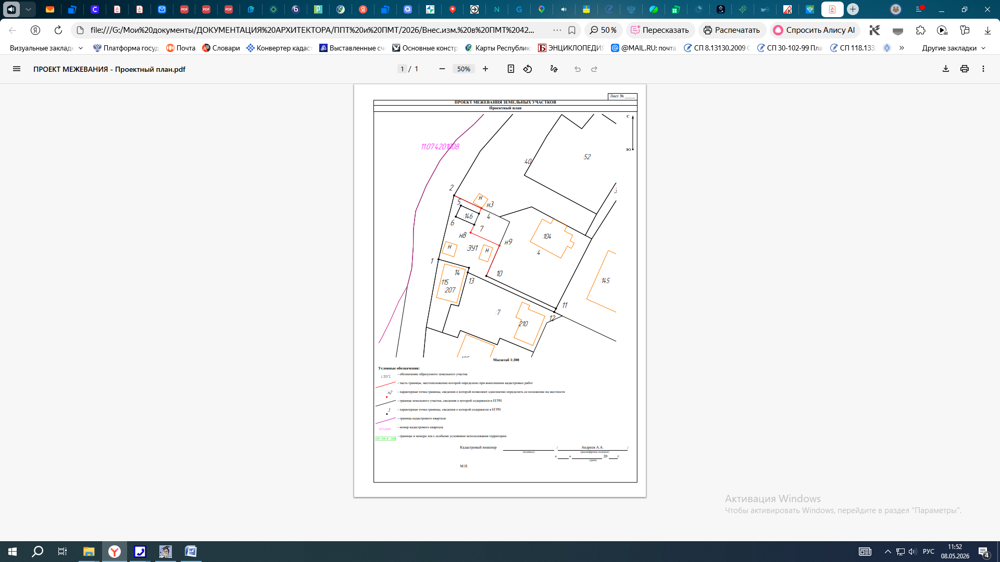 file:///G:/Мои%20документы/ДОКУМЕНТАЦИЯ%20АРХИТЕКТОРА/ППТ%20и%20ПМТ/2026/Внес.изм.%20в%20ПМТ%2042...
50 %
Пересказать
Распечатать
Спросить Алису AI
Визуальные закладк
Платформа госуд
Почта
Словари
Конвертер кадаст
Выставленные сч
Основные констр
Карты Республик
ЭНЦИКЛОПЕДИЯ
@MAIL.RU: почта
СП 8.13130.2009
СП 30-102-99 Пла
СП 118.133
Другие закладки
ПРОЕКТ МЕЖЕВАНИЯ - Проектный план.pdf
1 / 1
50%
Лист № _____
ПРОЕКТ МЕЖЕВАНИЯ ЗЕМЕЛЬНЫХ УЧАСТКОВ
Проектный план
С
Ю
11:07:4201008
:52
:40
2
н
5
н3
:146
4
6
7
н8
н9
:104
:4
н
:ЗУ1
н
1
14
10
13
:115
:207
:145
11
:7
12
:210
Масштаб 1:300
Условные обозначения:
:ЗУ1
- обозначение образуемого земельного участка
- часть границы, местоположение которой определено при выполнении кадастровых работ
н2
- характерная точка границы, сведения о которой позволяют однозначно определить ее положение на местности
- граница земельного участка, сведения о которой содержатся в ЕГРН
3
- характерная точка границы, сведения о которой содержатся в ЕГРН
- граница кадастрового квартала
- номер кадастрового квартала
- границы и номера зон с особыми условиями использования территории
Кадастровый инженер
/ Андреев А.А. /
(подпись)
(расшифровка подписи)
« » 20 г.
(дата)
М.П.
Активация Windows
Чтобы активировать Windows, перейдите в раздел "Параметры".
РУС
11:52
08.05.2026
4